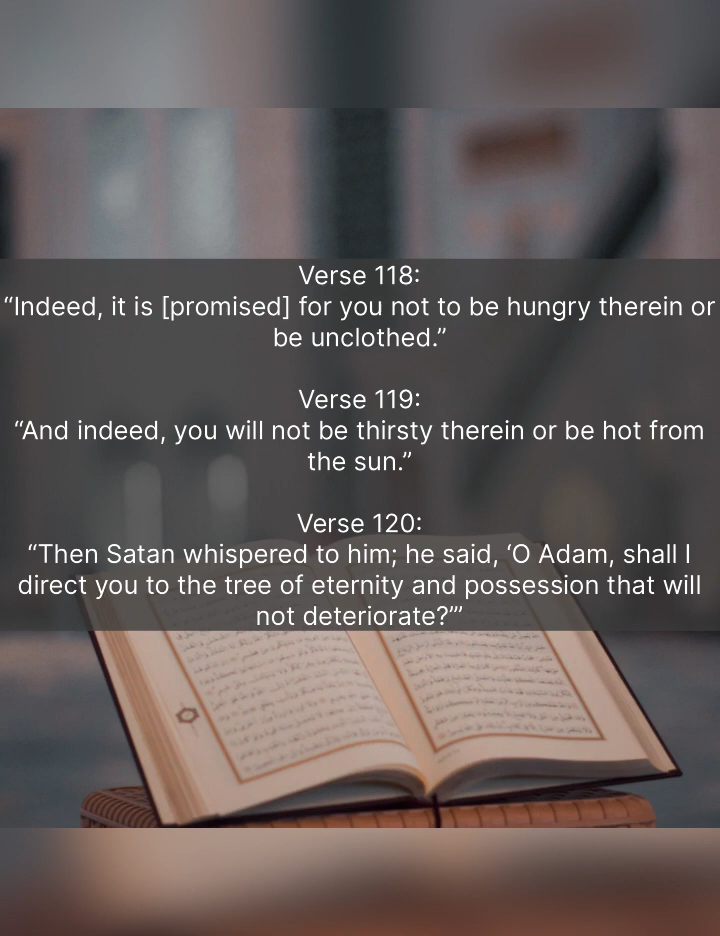 Verse 118:
“Indeed, it is [promised] for you not to be hungry therein or
be unclothed.”
Verse 119:
“And indeed, you will not be thirsty therein or be hot from
the sun.”
Verse 120:
“Then Satan whispered to him; he said, ‘O Adam, shall I
direct you to the tree of eternity and possession that will
not deteriorate?’”